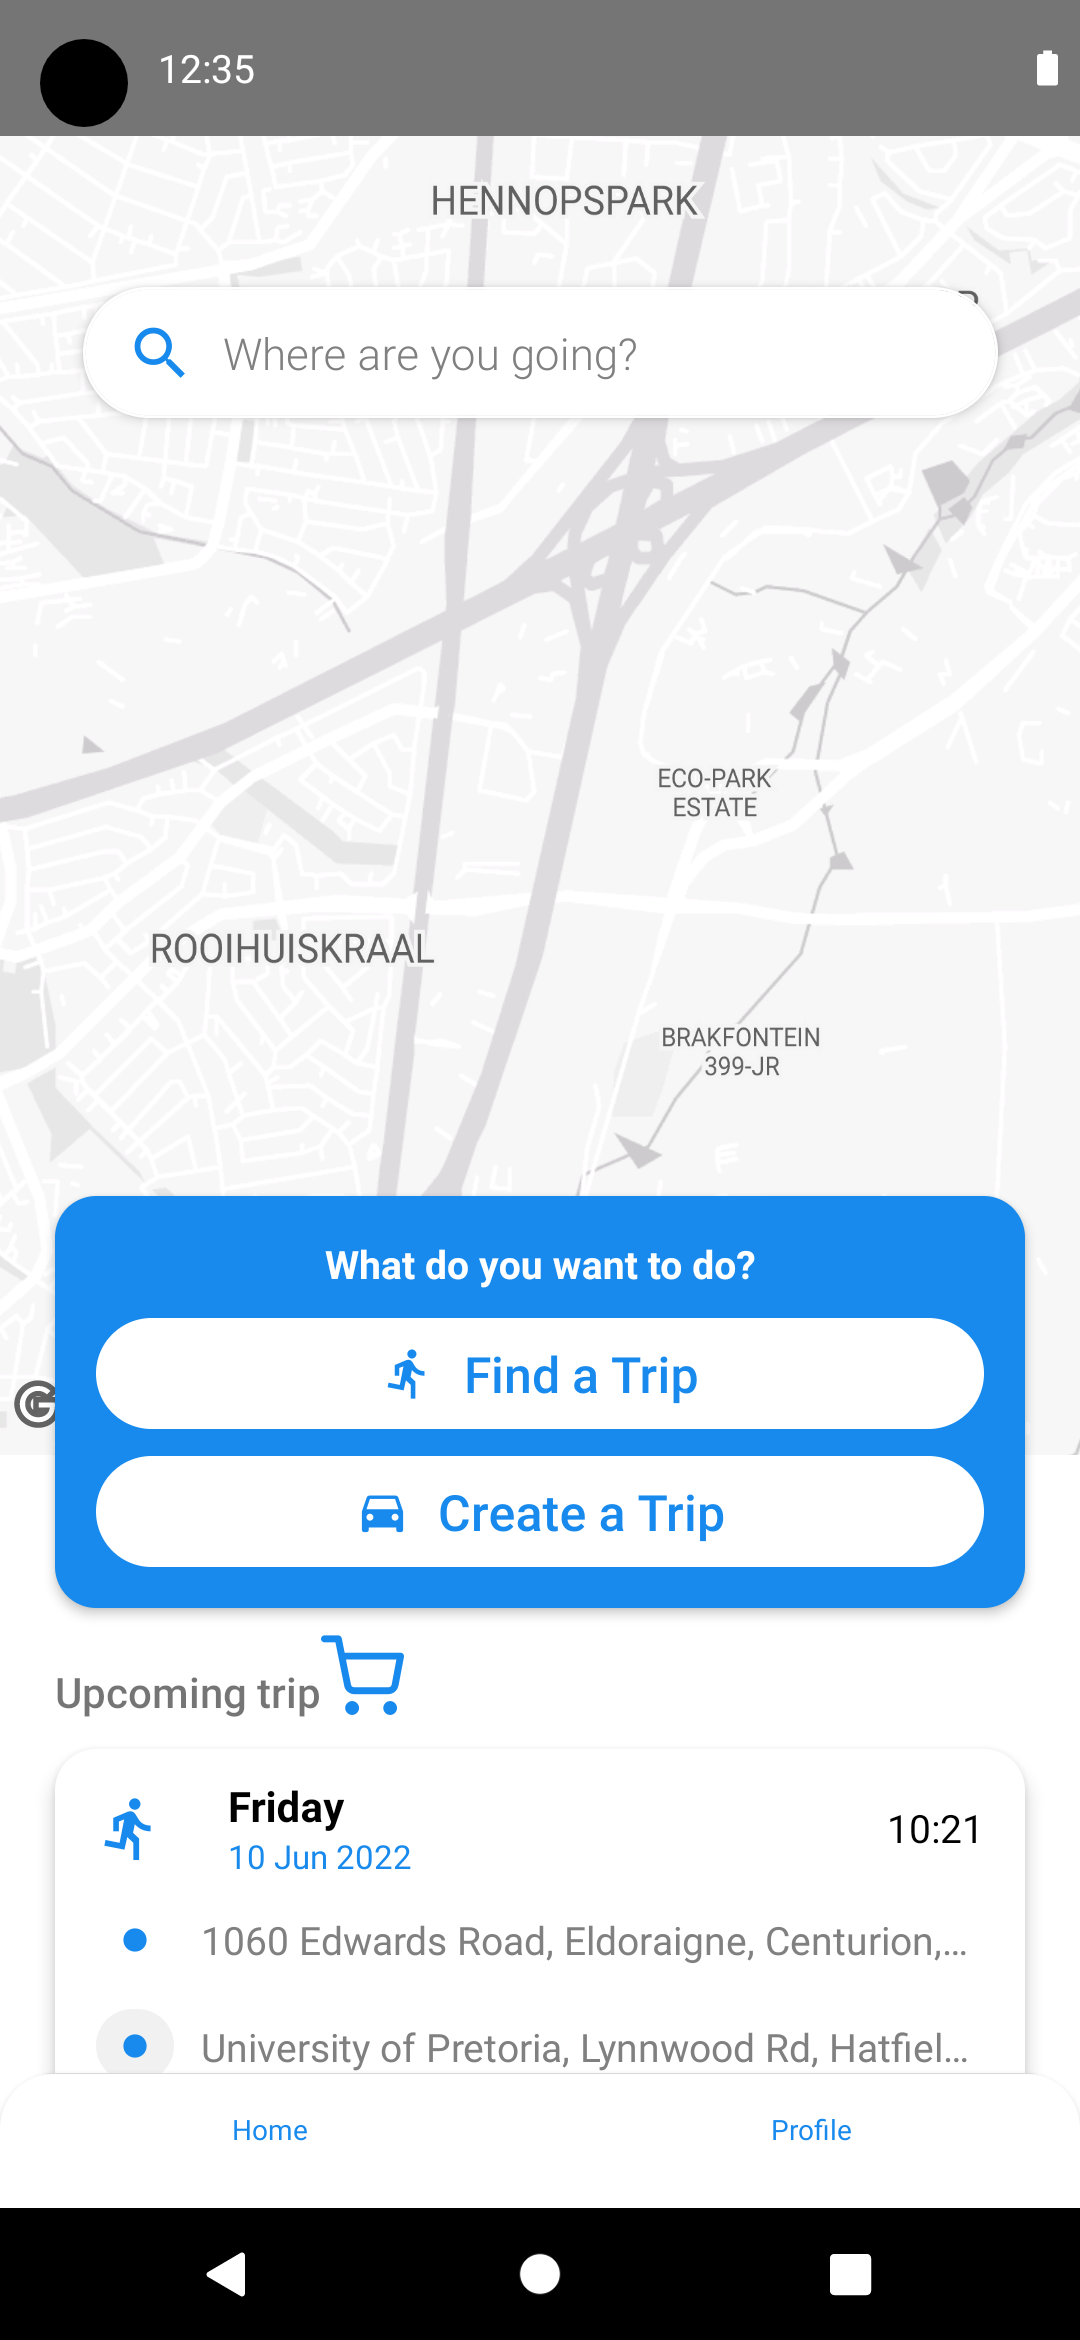 12:35
HENNOPSPARK
Where are you going?
ECO-PARK
ESTATE
ROOIHUISKRAAL
BRAKFONTEIN
399-JR
What do you want to do?
Find a Trip
Create a Trip
Upcoming trip
Friday
10:21
10 Jun 2022
1060 Edwards Road, Eldoraigne, Centurion,...
University of Pretoria, Lynnwood Rd, Hatfiel...
Home
Profile